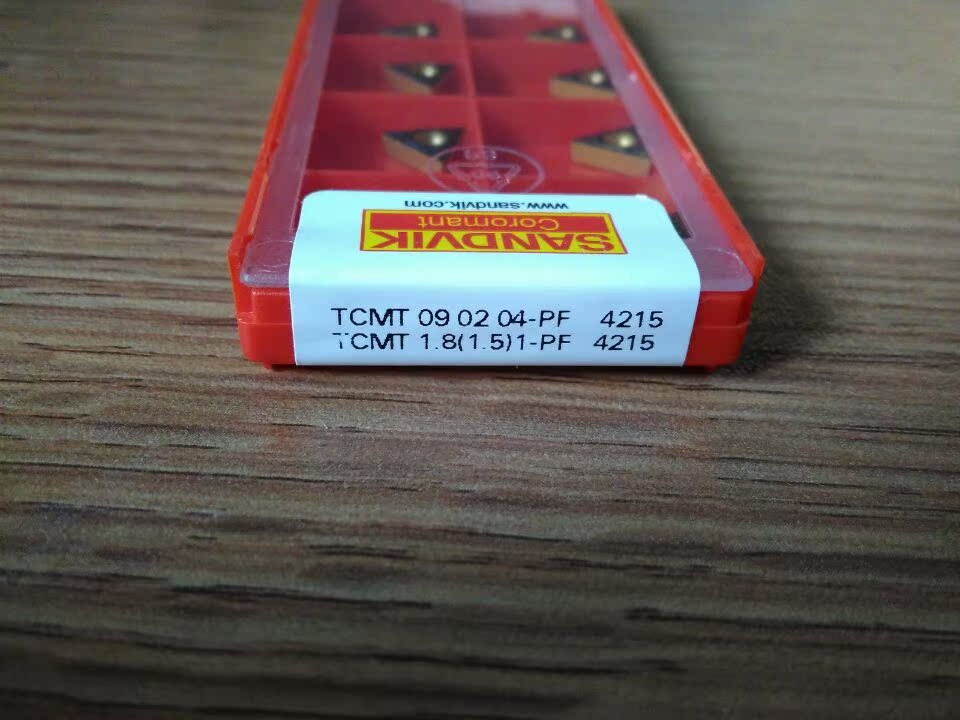 www.sandvik.com
SANDVIK
Coromant
TCMT 09 02 04-PF 4215
TCMT 1.8(1.5)1-PF 4215